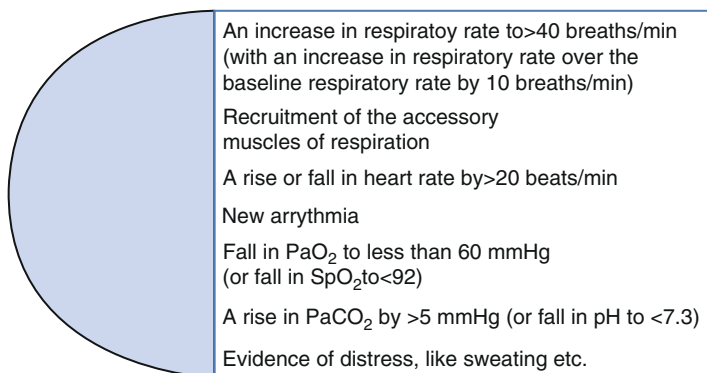 An increase in respiratoy rate to>40 breaths/min
(with an increase in respiratory rate over the
baseline respiratory rate by 10 breaths/min)
Recruitment of the accessory
muscles of respiration
A rise or fall in heart rate by>20 beats/min
New arrythmia
Fall in PaO₂ to less than 60 mmHg
(or fall in SpO₂to<92)
A rise in PaCO₂ by >5 mmHg (or fall in pH to <7.3)
Evidence of distress, like sweating etc.